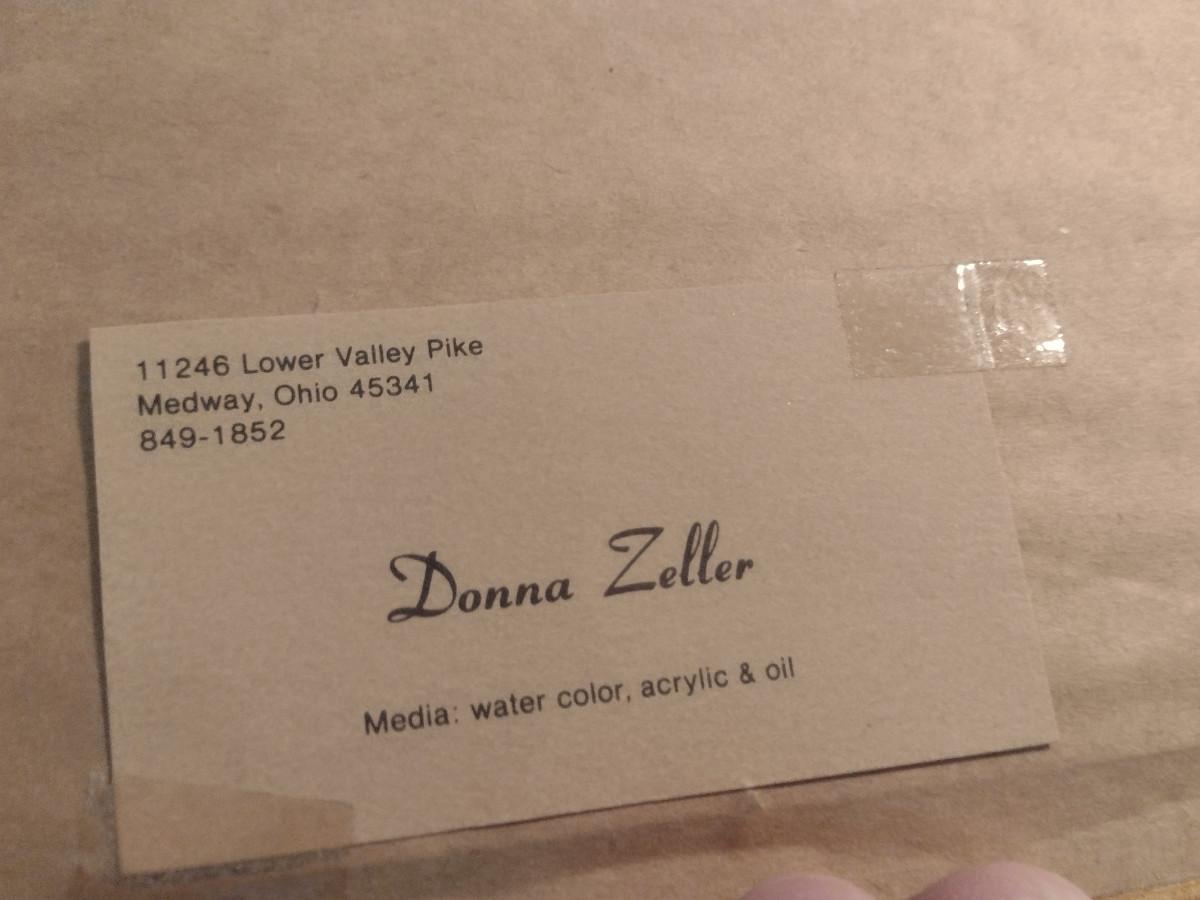 11246 Lower Valley Pike
Medway, Ohio 45341
849-1852
Donna Zeller
Media: water color, acrylic & oil